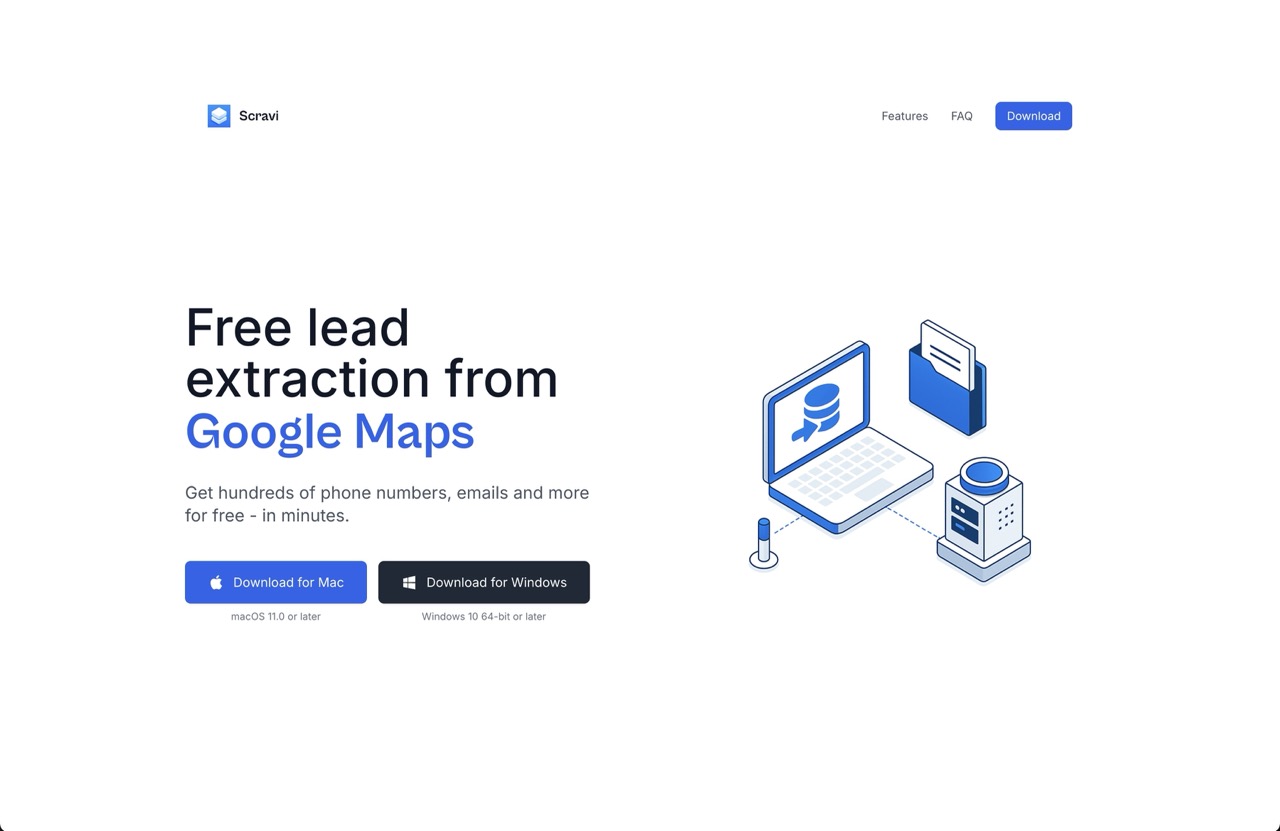 Scravi
Features
FAQ
Download
Free lead
extraction from
Google Maps
Get hundreds of phone numbers, emails and more
for free - in minutes.
Download for Mac
Download for Windows
macOS 11.0 or later
Windows 10 64-bit or later